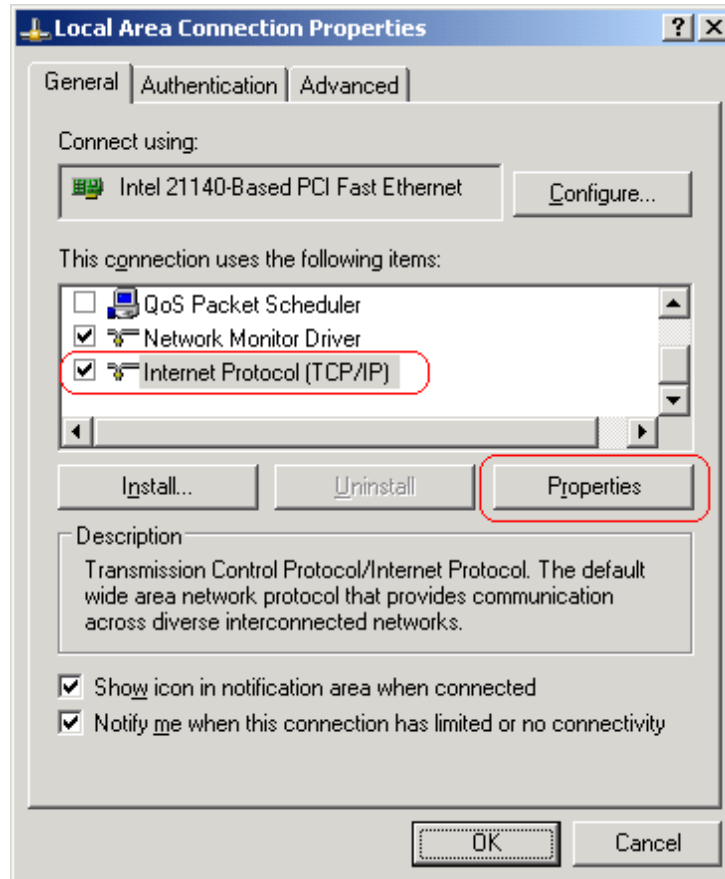 Local Area Connection Properties
General Authentication Advanced
Connect using:
Intel 21140-Based PCI Fast Ethernet
Configure...
This connection uses the following items:
QoS Packet Scheduler
Network Monitor Driver
Internet Protocol (TCP/IP)
Install... Uninstall Properties
Description
Transmission Control Protocol/Internet Protocol. The default
wide area network protocol that provides communication
across diverse interconnected networks.
Show icon in notification area when connected
Notify me when this connection has limited or no connectivity
OK Cancel